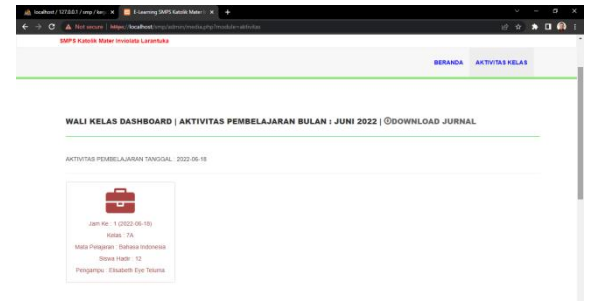 localhost / 127.0.0.1 / smp / kelj
E-Learning SMPS Katolik Mater I
Not secure | https://localhost/smp/admin/media.php?module=aktivitas
SMPS Katolik Mater Inviolata Larantuka
BERANDA AKTIVITAS KELAS
WALI KELAS DASHBOARD | AKTIVITAS PEMBELAJARAN BULAN : JUNI 2022 | DOWNLOAD JURNAL
AKTIVITAS PEMBELAJARAN TANGGAL : 2022-06-18
Jam Ke : 1 (2022-06-18)
Kelas : 7A
Mata Pelajaran : Bahasa Indonesia
Siswa Hadir : 12
Pengampu : Elisabeth Eye Teluma